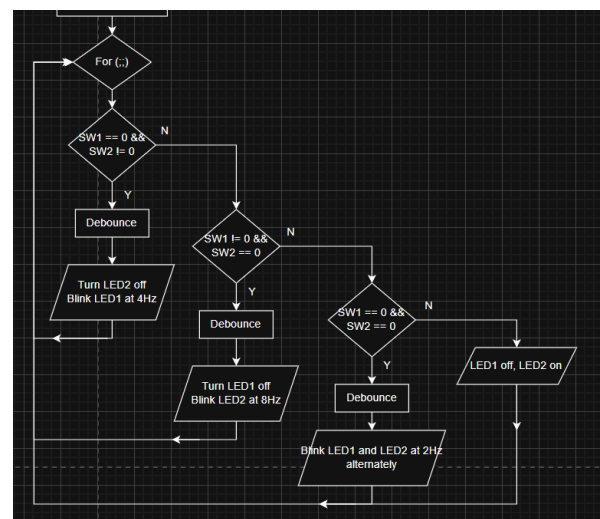 For (;;)
SW1 == 0 &&
SW2 != 0
N
Y
Debounce
Turn LED2 off
Blink LED1 at 4Hz
SW1 != 0 &&
SW2 == 0
N
Y
Debounce
Turn LED1 off
Blink LED2 at 8Hz
SW1 == 0 &&
SW2 == 0
N
Y
Debounce
Blink LED1 and LED2 at 2Hz
alternately
LED1 off, LED2 on